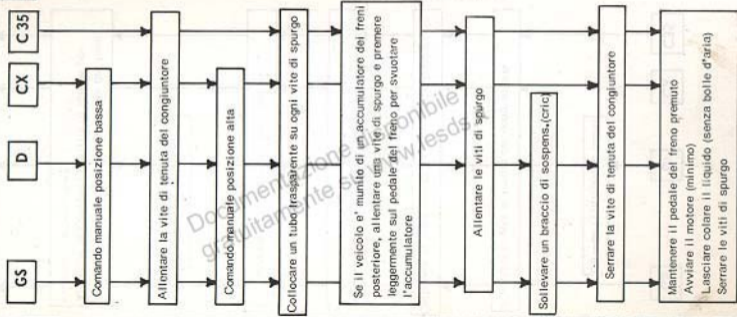 GS
D
CX
C 35
Comando manuale posizione bassa
Allentare la vite di tenuta del congiuntore
Comando manuale posizione alta
Collocare un tubo trasparente su ogni vite di spurgo
Se il veicolo e' munito di un accumulatore dei freni
posteriore, allentare una vite di spurgo e premere
leggermente sul pedale del freno per svuotare
l'accumulatore
Allentare le viti di spurgo
Sollevare un braccio di sospens.(cric)
Serrare la vite di tenuta del congiuntore
Mantenere il pedale del freno premuto
Avviare il motore (minimo)
Lasciare colare il liquido (senza bolle d'aria)
Serrare le viti di spurgo
Documentazione disponibile
gratuitamente su www.lesds.